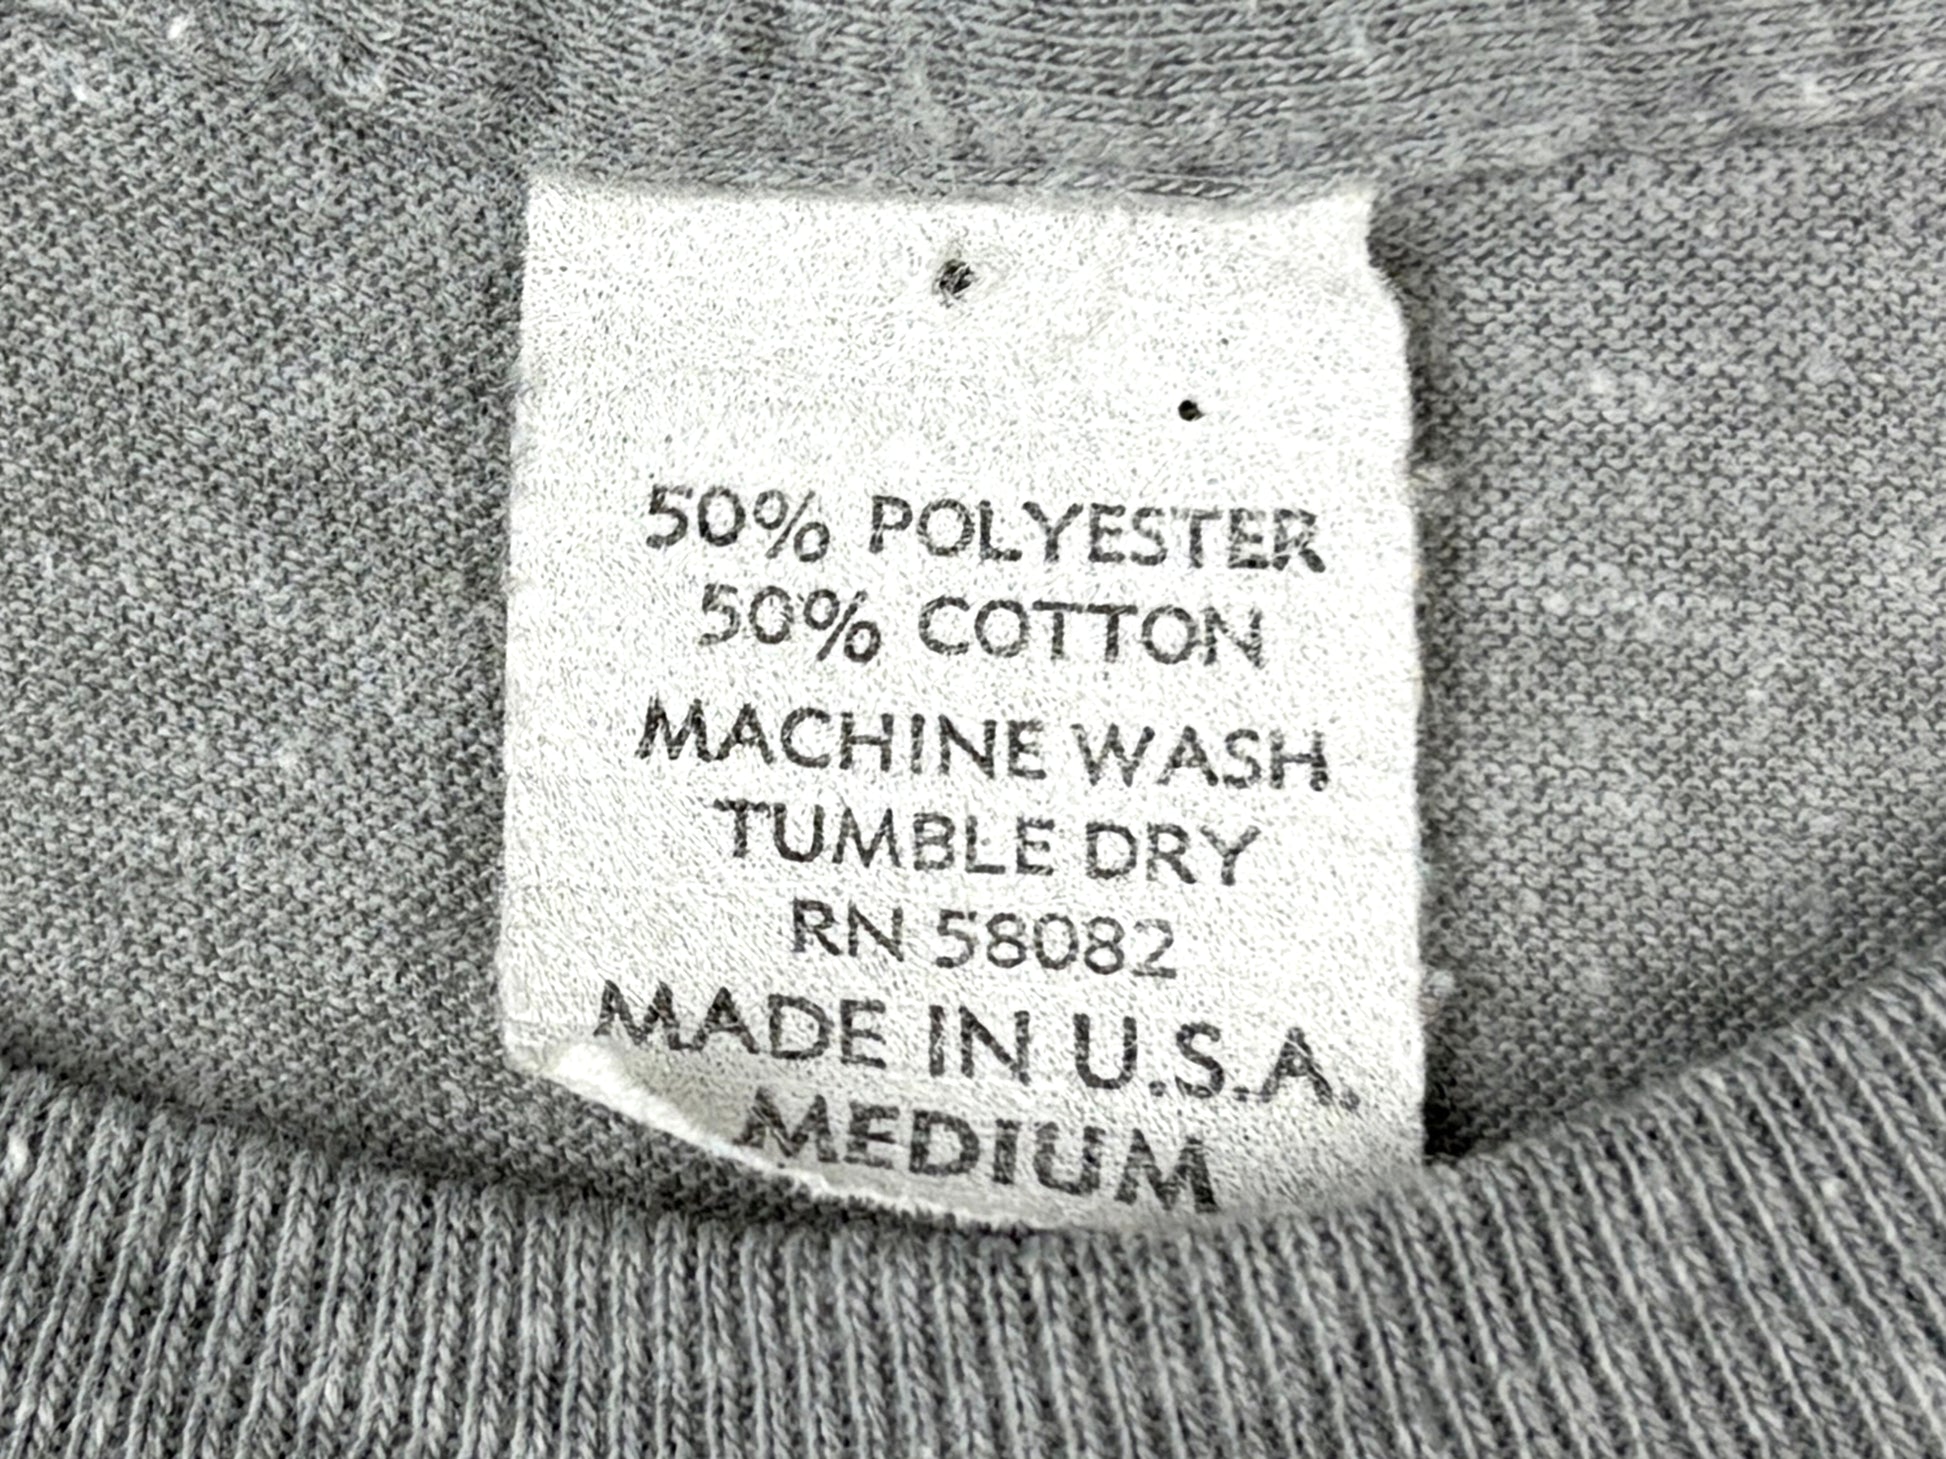 50% POLYESTER
50% COTTON
MACHINE WASH
TUMBLE DRY
RN 58082
MADE IN U.S.A.
MEDIUM